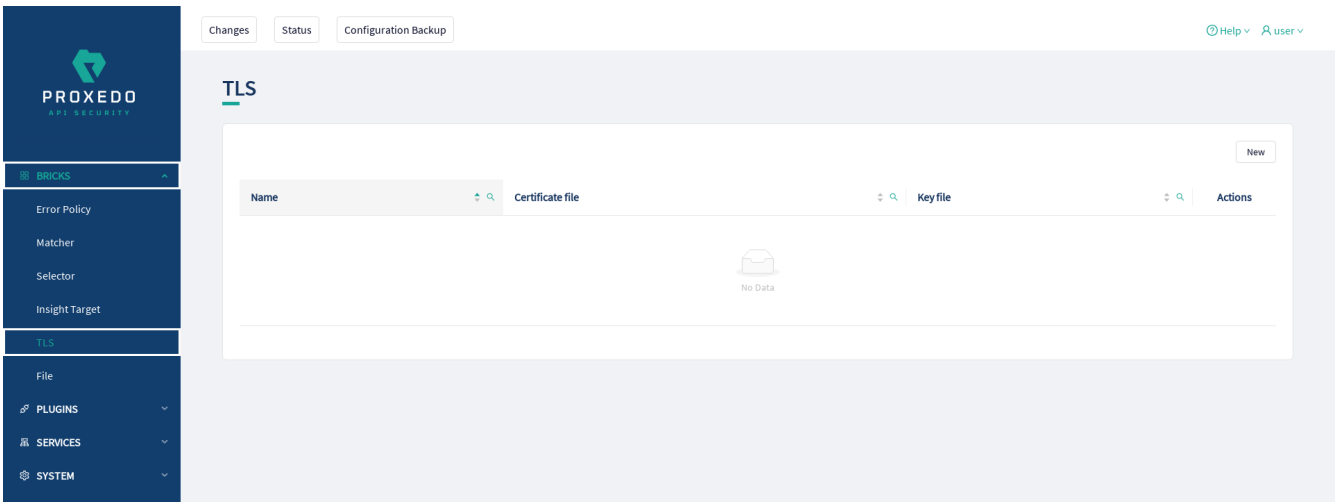 Changes Status Configuration Backup Help user
PROXEDO
API SECURITY
TLS
New
BRICKS
Name Certificate file Key file Actions
Error Policy
Matcher
Selector
Insight Target
No Data
TLS
File
PLUGINS
SERVICES
SYSTEM